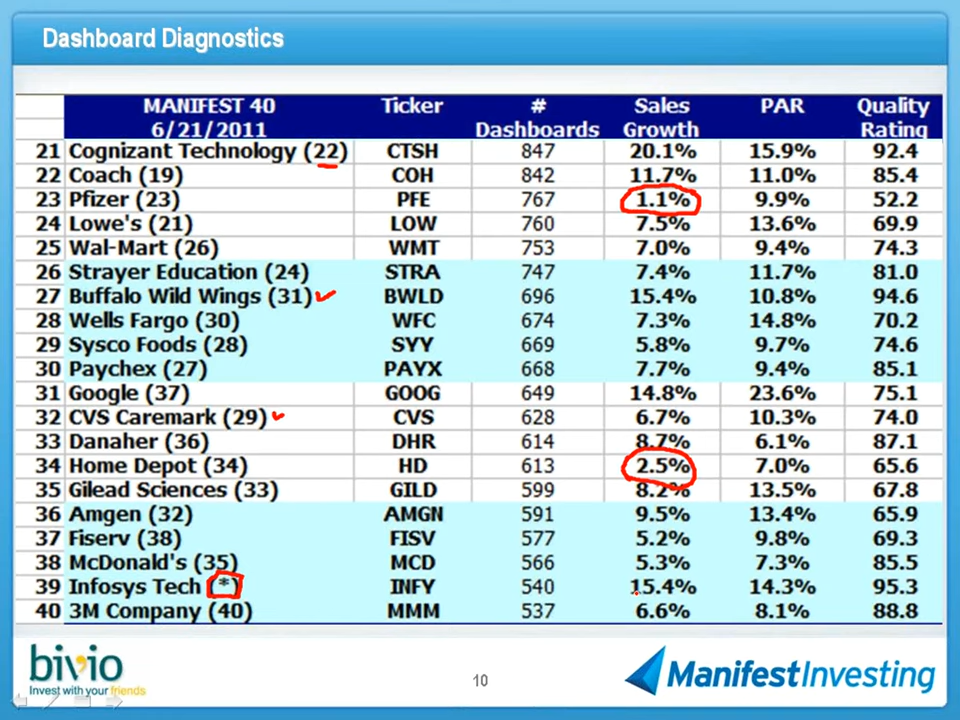 Dashboard Diagnostics
MANIFEST 40 Ticker # Sales PAR Quality
6/21/2011 Dashboards Growth Rating
21 Cognizant Technology (22) CTSH 847 20.1% 15.9% 92.4
22 Coach (19) COH 842 11.7% 11.0% 85.4
23 Pfizer (23) PFE 767 1.1% 9.9% 52.2
24 Lowe's (21) LOW 760 7.5% 13.6% 69.9
25 Wal-Mart (26) WMT 753 7.0% 9.4% 74.3
26 Strayer Education (24) STRA 747 7.4% 11.7% 81.0
27 Buffalo Wild Wings (31) BWLD 696 15.4% 10.8% 94.6
28 Wells Fargo (30) WFC 674 7.3% 14.8% 70.2
29 Sysco Foods (28) SYY 669 5.8% 9.7% 74.6
30 Paychex (27) PAYX 668 7.7% 9.4% 85.1
31 Google (37) GOOG 649 14.8% 23.6% 75.1
32 CVS Caremark (29) CVS 628 6.7% 10.3% 74.0
33 Danaher (36) DHR 614 8.7% 6.1% 87.1
34 Home Depot (34) HD 613 2.5% 7.0% 65.6
35 Gilead Sciences (33) GILD 599 8.2% 13.5% 67.8
36 Amgen (32) AMGN 591 9.5% 13.4% 65.9
37 Fiserv (38) FISV 577 5.2% 9.8% 69.3
38 McDonald's (35) MCD 566 5.3% 7.3% 85.5
39 Infosys Tech (*) INFY 540 15.4% 14.3% 95.3
40 3M Company (40) MMM 537 6.6% 8.1% 88.8
bivio
Invest with your friends
10
ManifestInvesting